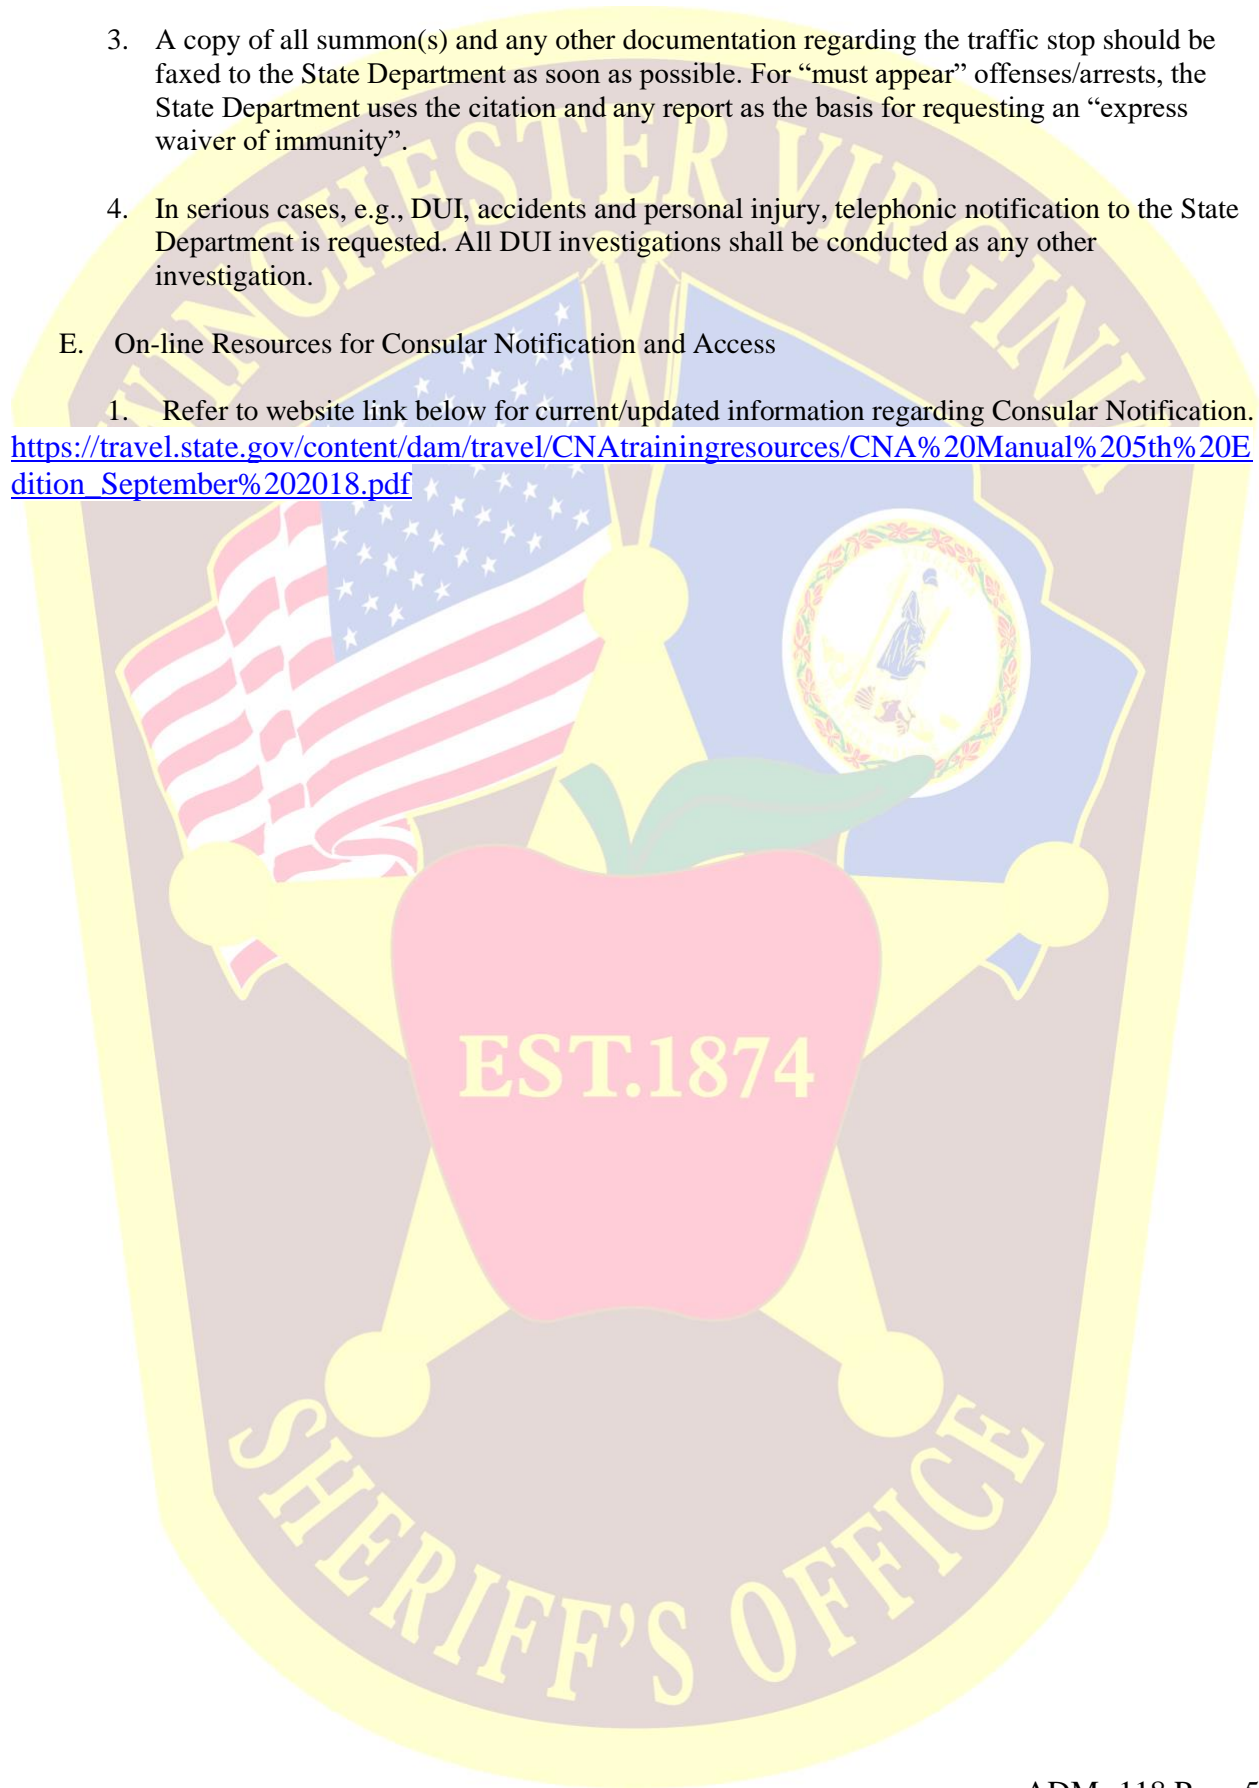 3. A copy of all summon(s) and any other documentation regarding the traffic stop should be
faxed to the State Department as soon as possible. For “must appear” offenses/arrests, the
State Department uses the citation and any report as the basis for requesting an “express
waiver of immunity”.
4. In serious cases, e.g., DUI, accidents and personal injury, telephonic notification to the State
Department is requested. All DUI investigations shall be conducted as any other
investigation.
E. On-line Resources for Consular Notification and Access
1. Refer to website link below for current/updated information regarding Consular Notification.
https://travel.state.gov/content/dam/travel/CNAtrainingresources/CNA%20Manual%205th%20E
dition_September%202018.pdf
WINCHESTER VIRGINIA
EST.1874
SHERIFF’S OFFICE